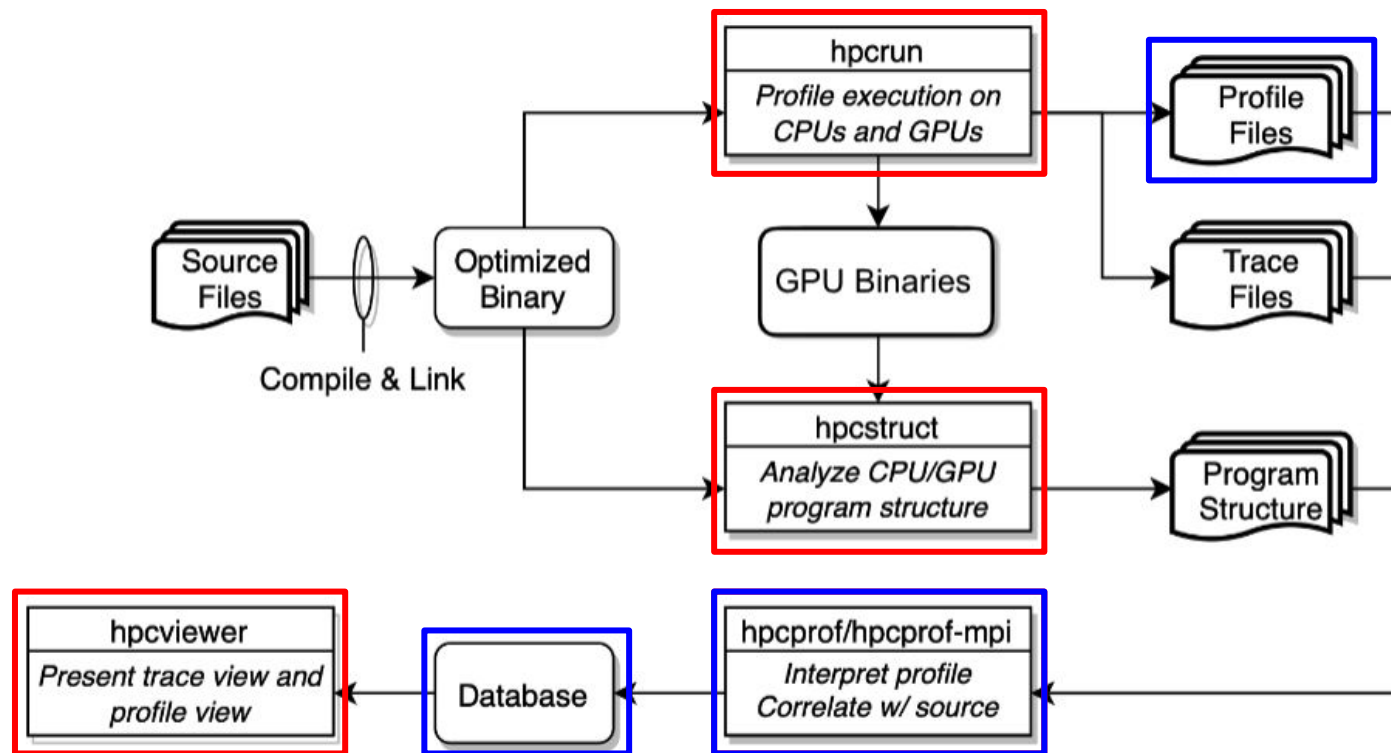 hpcrun
Profile execution on
CPUs and GPUs
Profile
Files
Source
Files
Optimized
Binary
GPU Binaries
Trace
Files
Compile & Link
hpcstruct
Analyze CPU/GPU
program structure
Program
Structure
hpcviewer
Present trace view and
profile view
Database
hpcprof/hpcprof-mpi
Interpret profile
Correlate w/ source